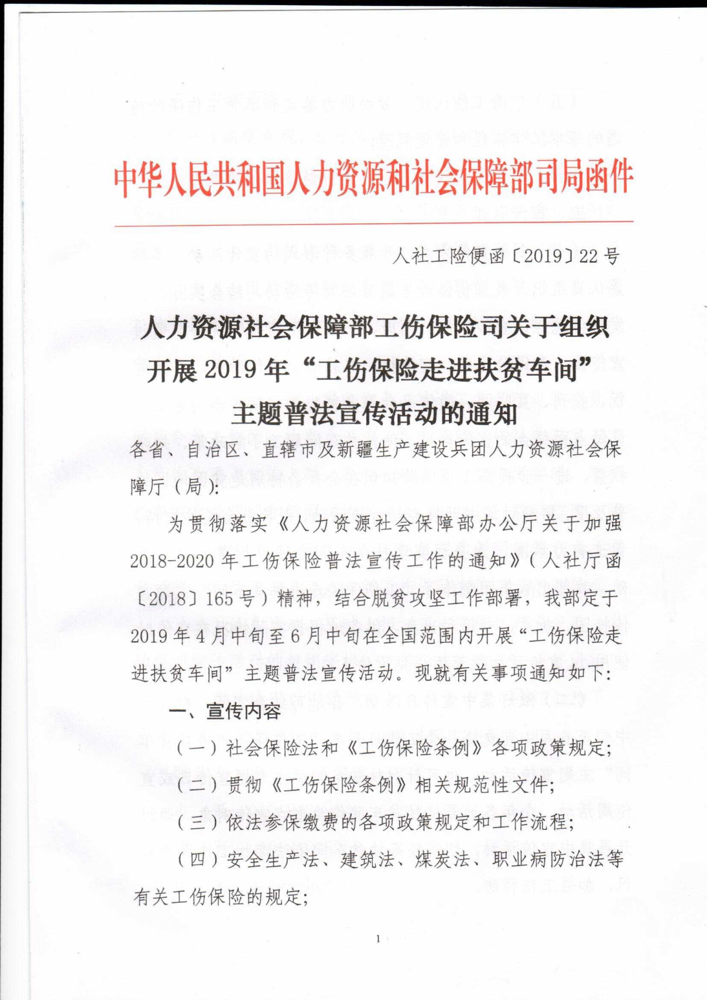 中华人民共和国人力资源和社会保障部司局函件
人社工险便函〔2019〕22号
人力资源社会保障部工伤保险司关于组织
开展2019年“工伤保险走进扶贫车间”
主题普法宣传活动的通知
各省、自治区、直辖市及新疆生产建设兵团人力资源社会保
障厅（局）：
为贯彻落实《人力资源社会保障部办公厅关于加强
2018-2020年工伤保险普法宣传工作的通知》（人社厅函
〔2018〕165号）精神，结合脱贫攻坚工作部署，我部定于
2019年4月中旬至6月中旬在全国范围内开展“工伤保险走
进扶贫车间”主题普法宣传活动。现就有关事项通知如下：
一、宣传内容
（一）社会保险法和《工伤保险条例》各项政策规定；
（二）贯彻《工伤保险条例》相关规范性文件；
（三）依法参保缴费的各项政策规定和工作流程；
（四）安全生产法、建筑法、煤炭法、职业病防治法等
有关工伤保险的规定；
1